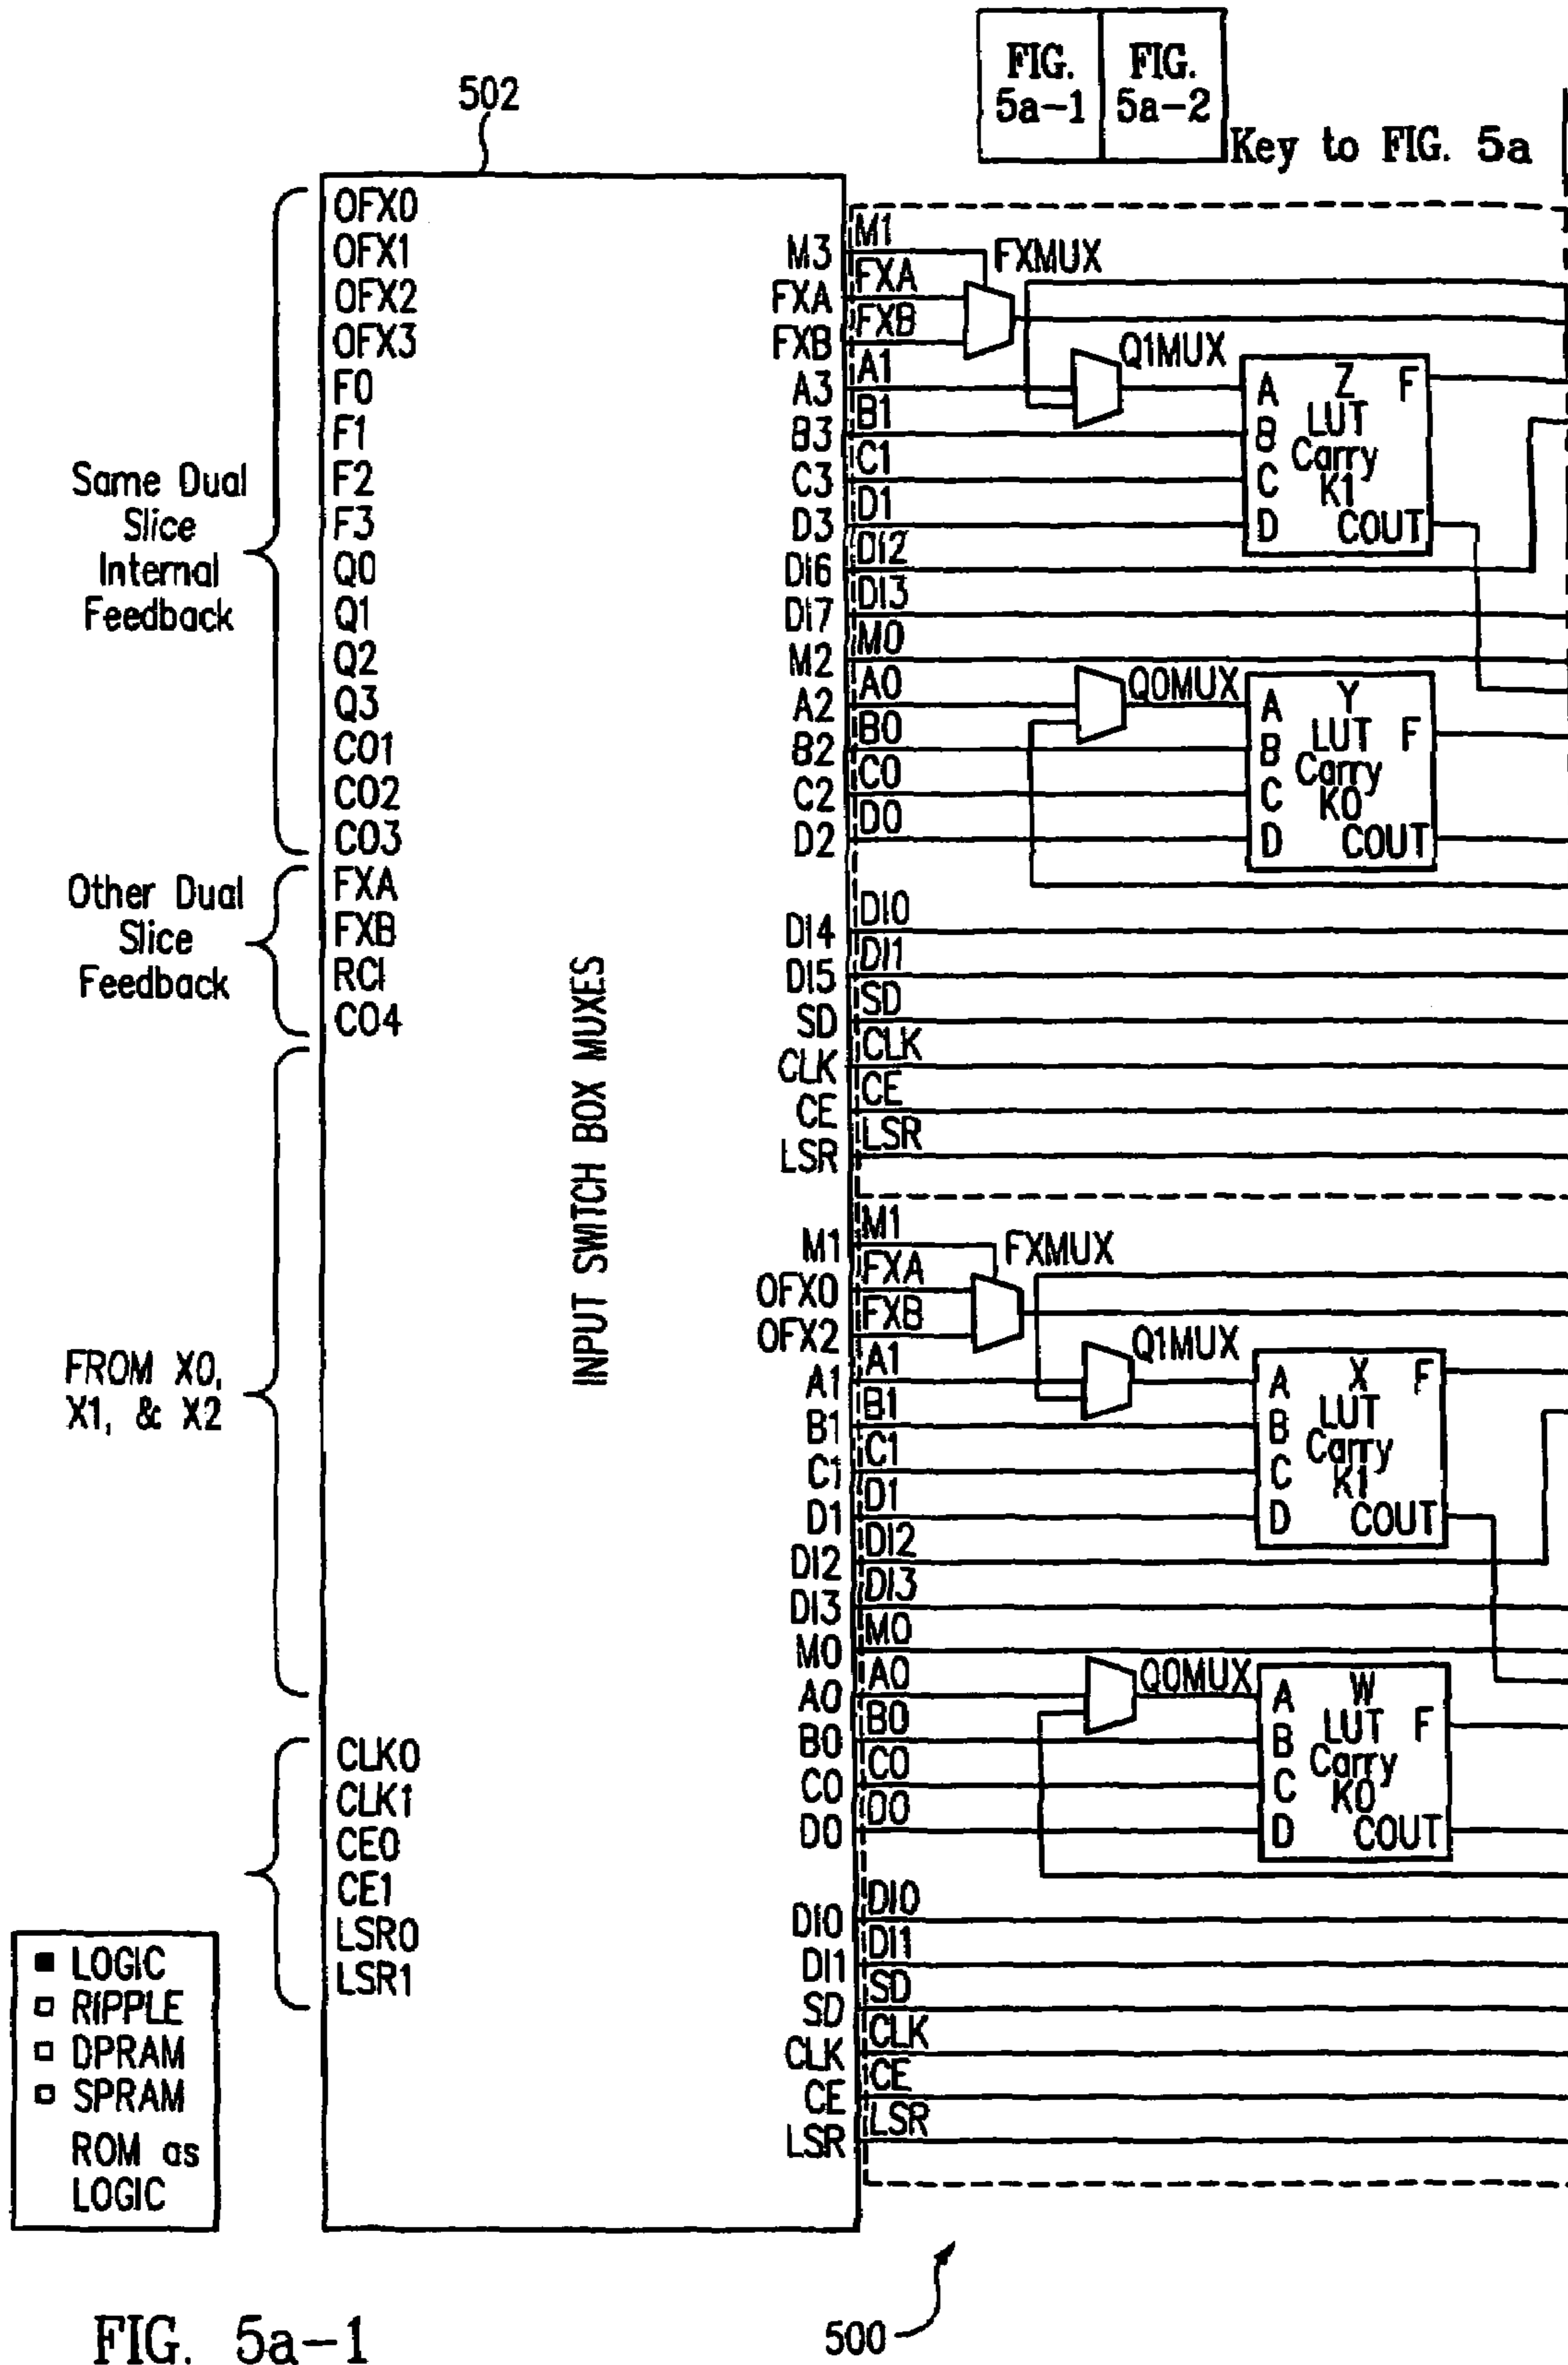 FIG.
5a-1
FIG.
5a-2
Key to FIG. 5a
502
OFX0
OFX1
OFX2
OFX3
F0
F1
F2
F3
Q0
Q1
Q2
Q3
CO1
CO2
CO3
Same Dual
Slice
Internal
Feedback
FXA
FXB
RCI
CO4
Other Dual
Slice
Feedback
FROM X0,
X1, & X2
CLK0
CLK1
CE0
CE1
LSR0
LSR1
INPUT SWITCH BOX MUXES
M3 M1
FXMUX
FXA FXA
FXB FXB
A3 A1
Q1MUX
B3 B1
C3 C1
D3 D1
DI6 DI2
DI7 DI3
M2 M0
A2 A0
Q0MUX
B2 B0
C2 C0
D2 D0
DI4 DI0
DI5 DI1
SD SD
CLK CLK
CE CE
LSR LSR
A Z F
LUT
B
Carry
C K1
D COUT
A Y
LUT F
B
Carry
C K0
D COUT
M1 M1
FXMUX
OFX0 FXA
OFX2 FXB
A1 A1
Q1MUX
B1 B1
C1 C1
D1 D1
DI2 DI2
DI3 DI3
M0 M0
A0 A0
Q0MUX
B0 B0
C0 C0
D0 D0
DI0 DI0
DI1 DI1
SD SD
CLK CLK
CE CE
LSR LSR
A X F
LUT
B
Carry
C K1
D COUT
A W
LUT F
B
Carry
C K0
D COUT
LOGIC
RIPPLE
DPRAM
SPRAM
ROM as
LOGIC
500
FIG. 5a-1